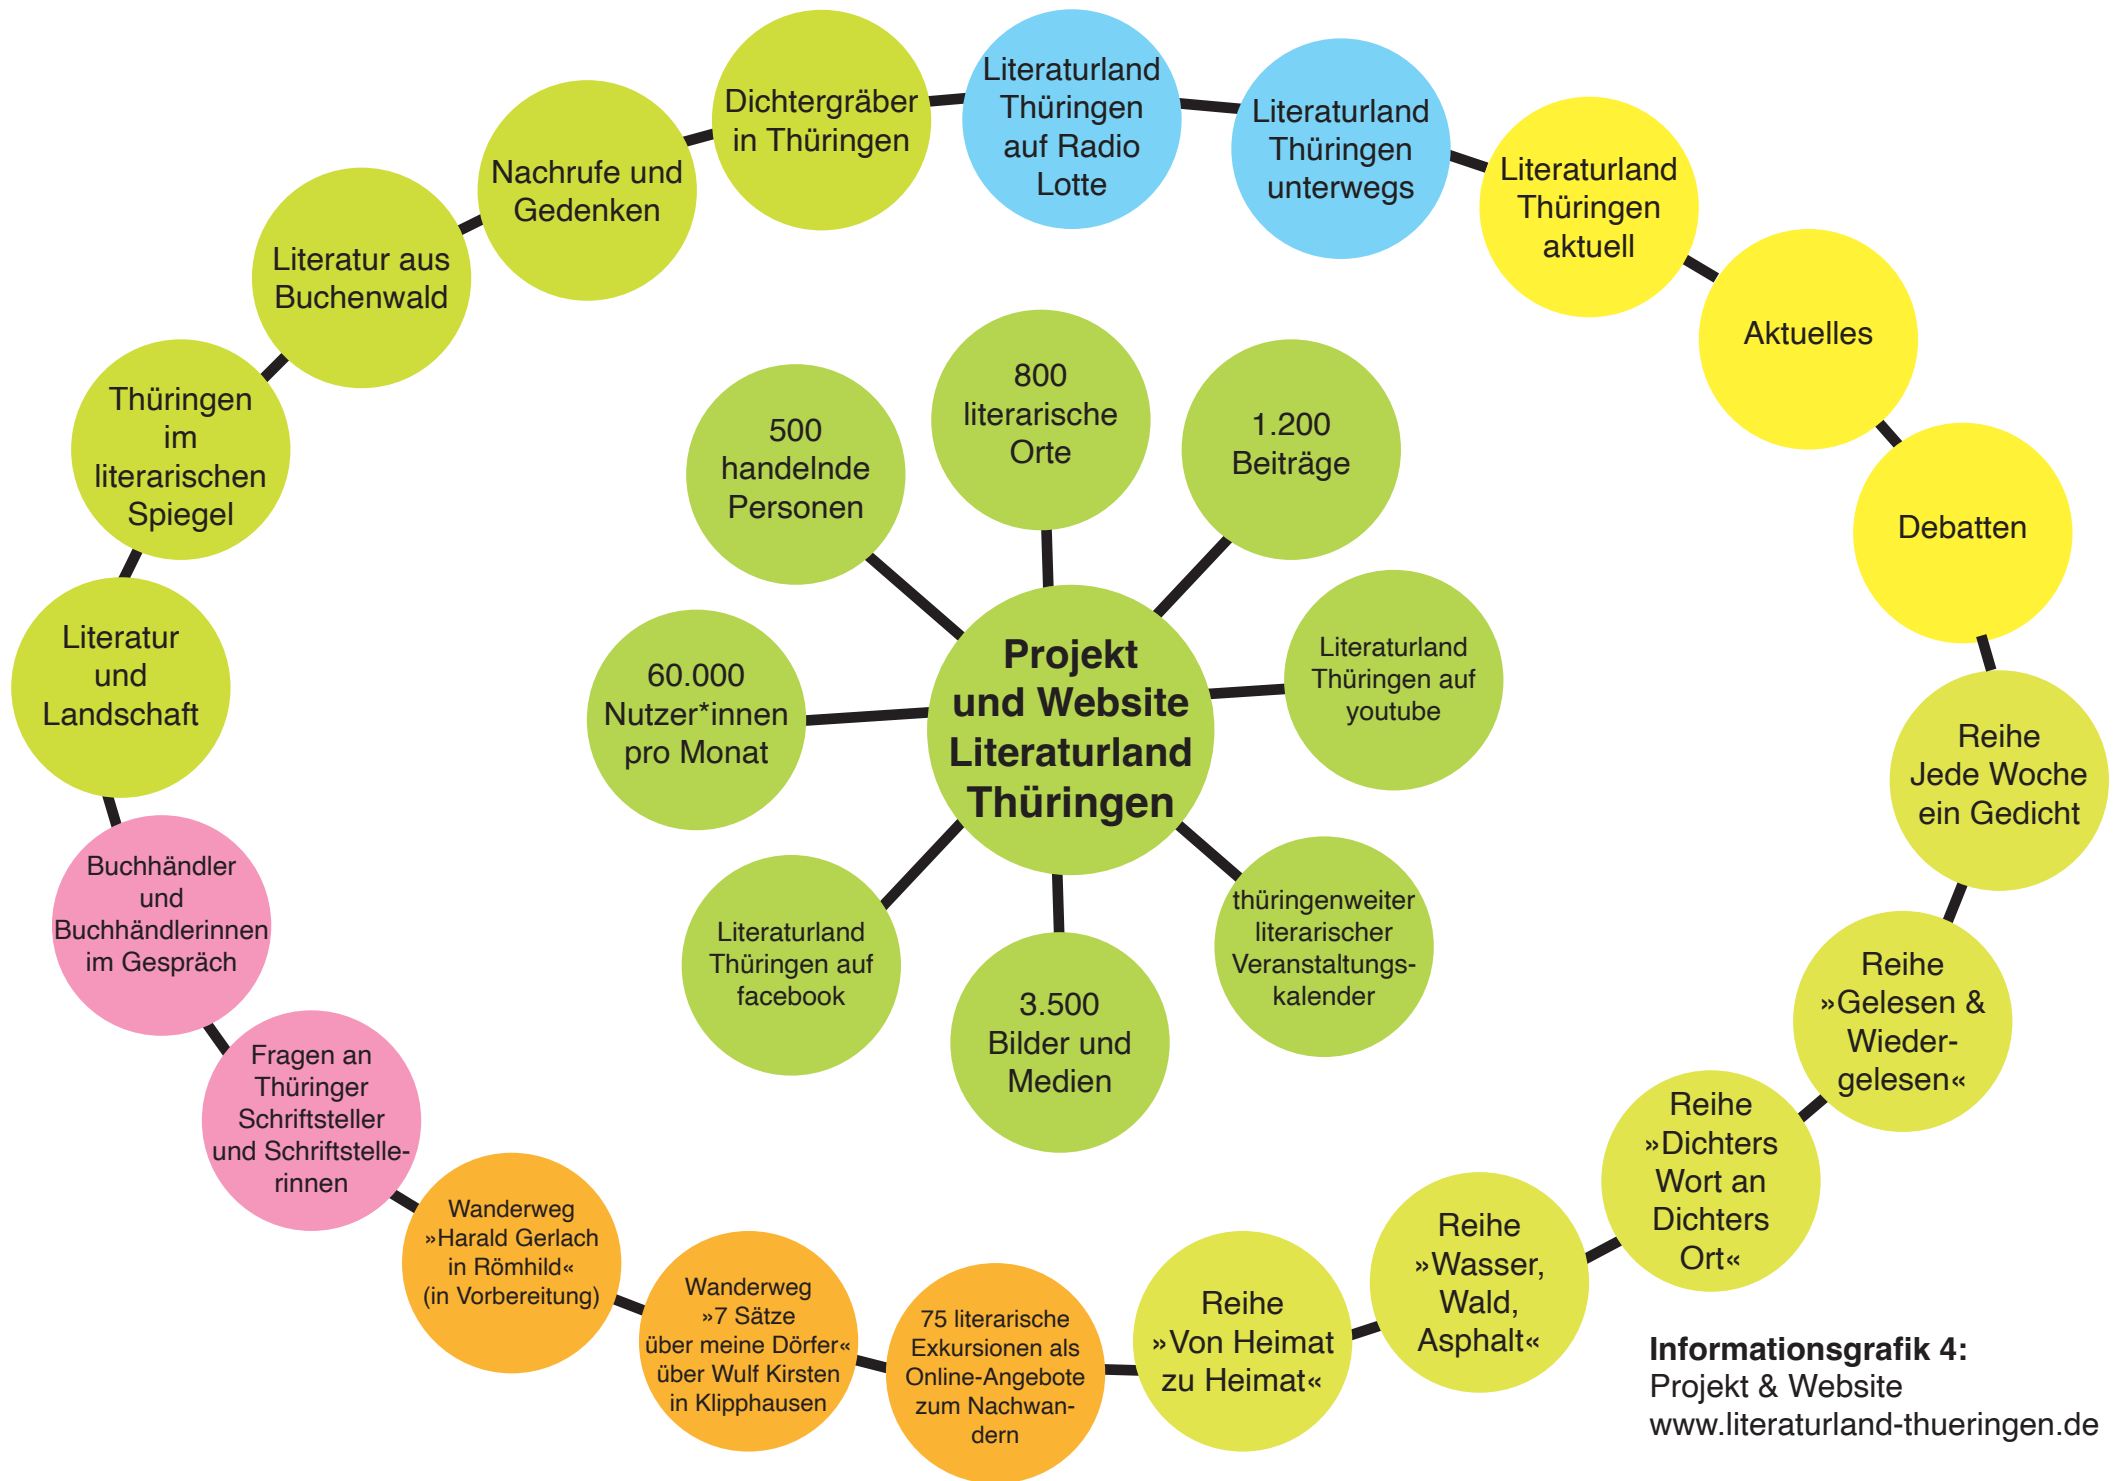 Literaturland
Thüringen
auf Radio
Lotte
Literaturland
Thüringen
unterwegs
Literaturland
Thüringen
aktuell
Aktuelles
Debatten
Reihe
Jede Woche
ein Gedicht
Reihe
»Gelesen &
Wieder-
gelesen«
Reihe
»Dichters
Wort an
Dichters
Ort«
Reihe
»Wasser,
Wald,
Asphalt«
Reihe
»Von Heimat
zu Heimat«
75 literarische
Exkursionen als
Online-Angebote
zum Nachwan-
dern
Wanderweg
»7 Sätze
über meine Dörfer«
über Wulf Kirsten
in Klipphausen
Wanderweg
»Harald Gerlach
in Römhild«
(in Vorbereitung)
Fragen an
Thüringer
Schriftsteller
und Schriftstelle-
rinnen
Buchhändler
und
Buchhändlerinnen
im Gespräch
Literatur
und
Landschaft
Thüringen
im
literarischen
Spiegel
Literatur aus
Buchenwald
Nachrufe und
Gedenken
Dichtergräber
in Thüringen
Projekt
und Website
Literaturland
Thüringen
800
literarische
Orte
1.200
Beiträge
Literaturland
Thüringen auf
youtube
thüringenweiter
literarischer
Veranstaltungs-
kalender
3.500
Bilder und
Medien
Literaturland
Thüringen auf
facebook
60.000
Nutzer*innen
pro Monat
500
handelnde
Personen
Informationsgrafik 4:
Projekt & Website
www.literaturland-thueringen.de